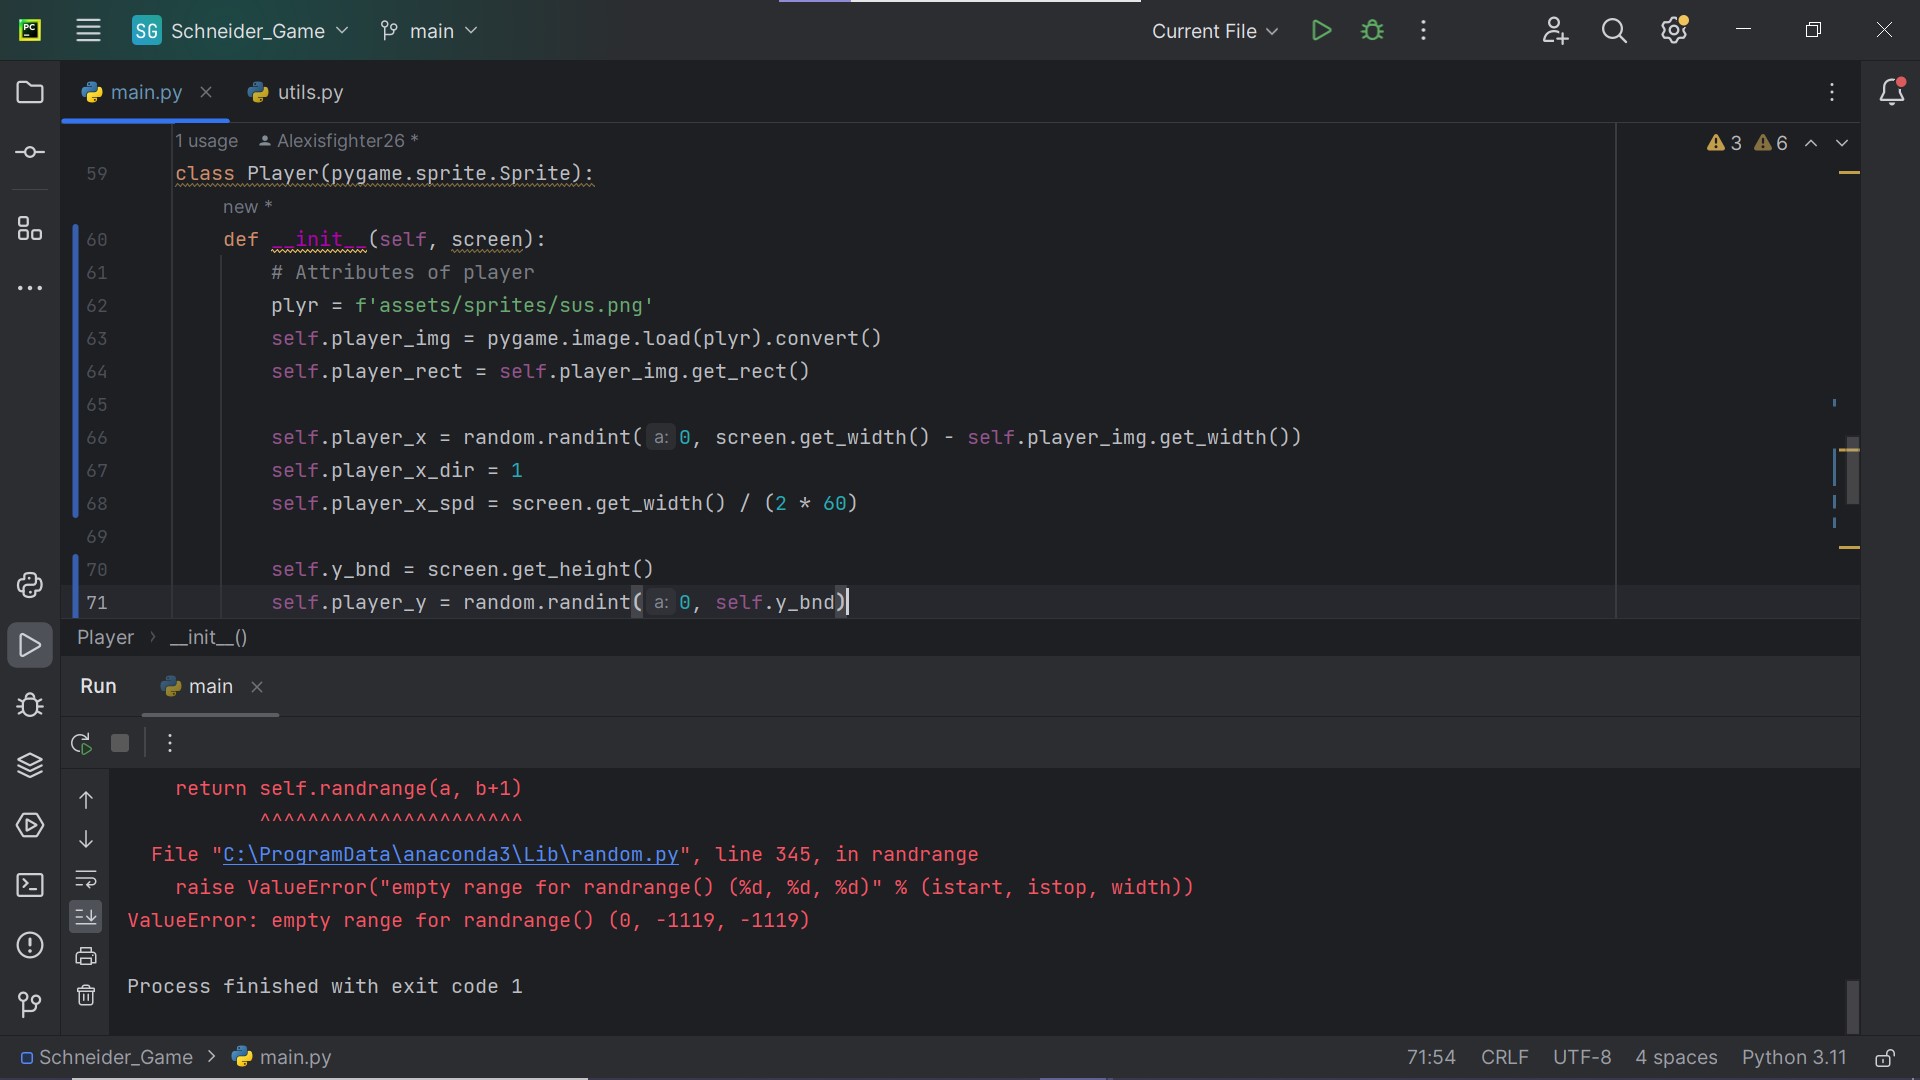 PC
SG Schneider_Game main Current File
main.py utils.py
1 usage Alexisfighter26 *
3 6
59 class Player(pygame.sprite.Sprite):
new *
60 def __init__(self, screen):
61 # Attributes of player
62 plyr = f'assets/sprites/sus.png'
63 self.player_img = pygame.image.load(plyr).convert()
64 self.player_rect = self.player_img.get_rect()
65
66 self.player_x = random.randint( a: 0, screen.get_width() - self.player_img.get_width())
67 self.player_x_dir = 1
68 self.player_x_spd = screen.get_width() / (2 * 60)
69
70 self.y_bnd = screen.get_height()
71 self.player_y = random.randint( a: 0, self.y_bnd)
Player > __init__()
Run main
return self.randrange(a, b+1)
^^^^^^^^^^^^^^^^^^^^^^
File "C:\ProgramData\anaconda3\Lib\random.py", line 345, in randrange
raise ValueError("empty range for randrange() (%d, %d, %d)" % (istart, istop, width))
ValueError: empty range for randrange() (0, -1119, -1119)
Process finished with exit code 1
Schneider_Game > main.py 71:54 CRLF UTF-8 4 spaces Python 3.11